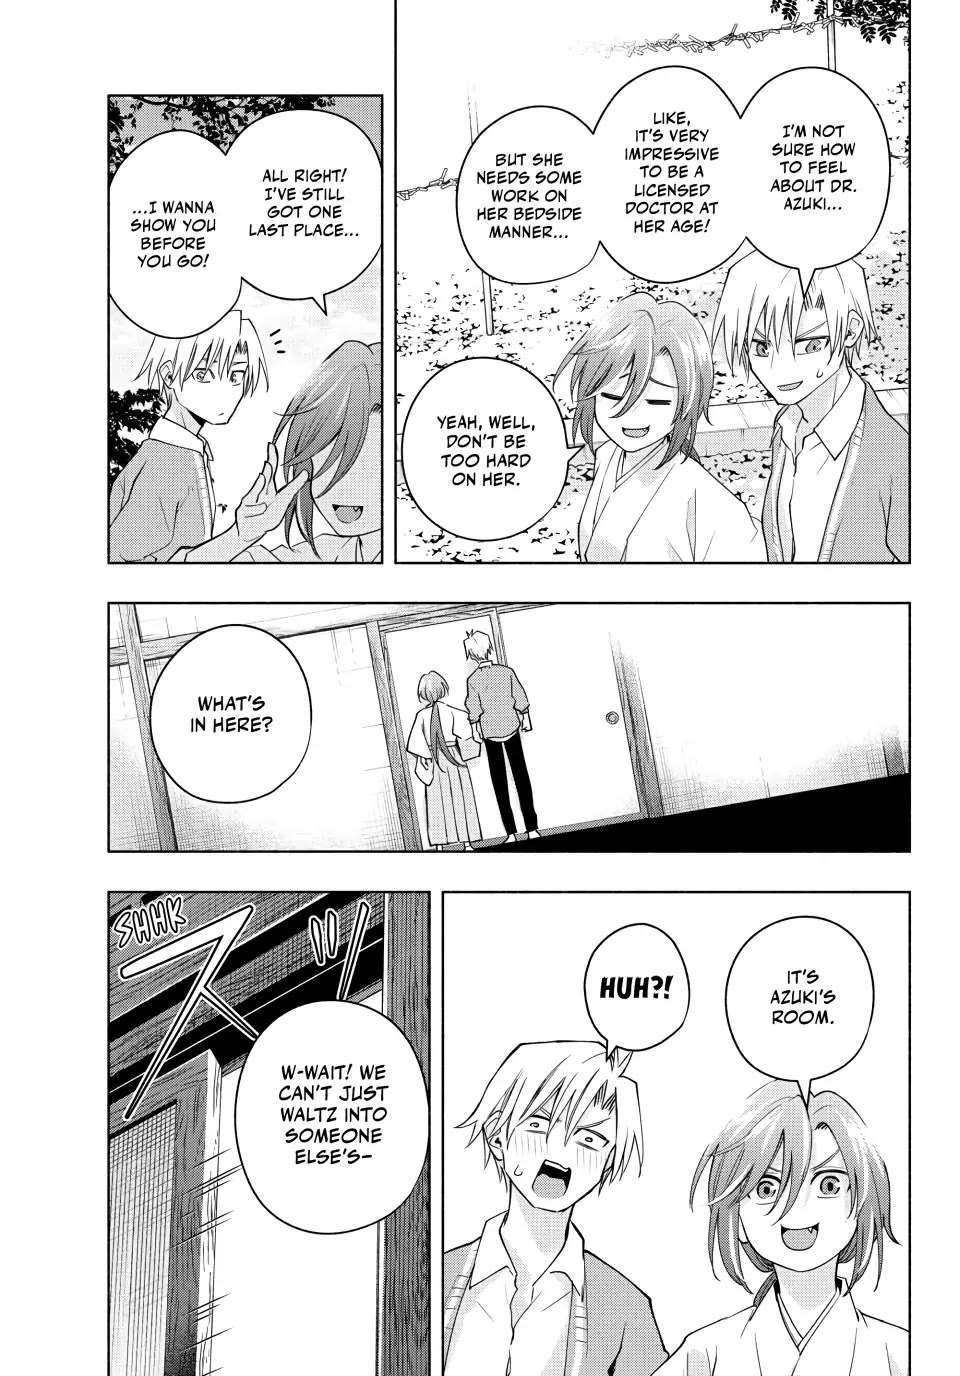 I'M NOT
SURE HOW
TO FEEL
ABOUT DR.
AZUKI...
LIKE,
IT'S VERY
IMPRESSIVE
TO BE A
LICENSED
DOCTOR AT
HER AGE!
BUT SHE
NEEDS SOME
WORK ON
HER BEDSIDE
MANNER...
YEAH, WELL,
DON'T BE
TOO HARD
ON HER.
ALL RIGHT!
I'VE STILL
GOT ONE
LAST PLACE...
...I WANNA
SHOW YOU
BEFORE
YOU GO!
WHAT'S
IN HERE?
IT'S
AZUKI'S
ROOM.
HUH?!
SHHK
スッ
W-WAIT! WE
CAN'T JUST
WALTZ INTO
SOMEONE
ELSE'S-